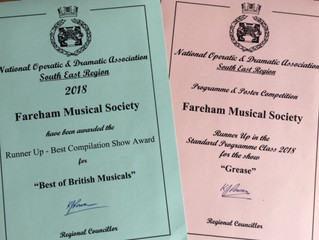 National Operatic & Dramatic Association
South East Region
2018
Fareham Musical Society
have been awarded the
Runner Up - Best Compilation Show Award
for
"Best of British Musicals"
Regional Councillor
National Operatic & Dramatic Association
South East Region
Programme & Poster Competition
Fareham Musical Society
Runner Up in the
Standard Programme Class 2018
for the show
"Grease"
Regional Councillor